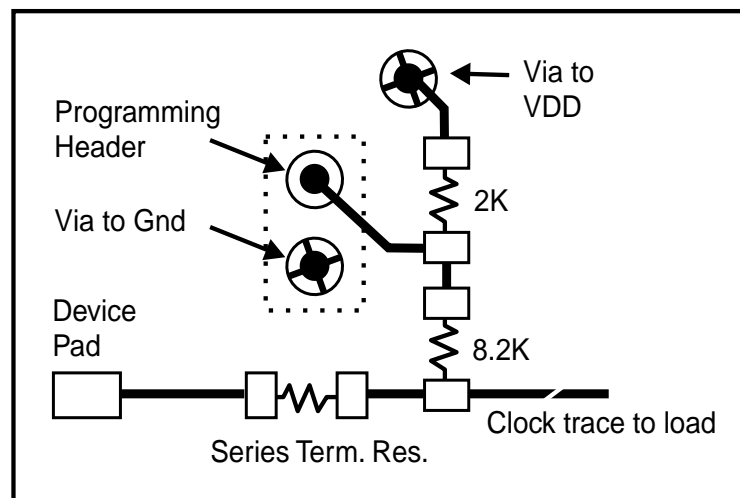 Via to
VDD
Programming
Header
2K
Via to Gnd
Device
Pad
8.2K
Clock trace to load
Series Term. Res.